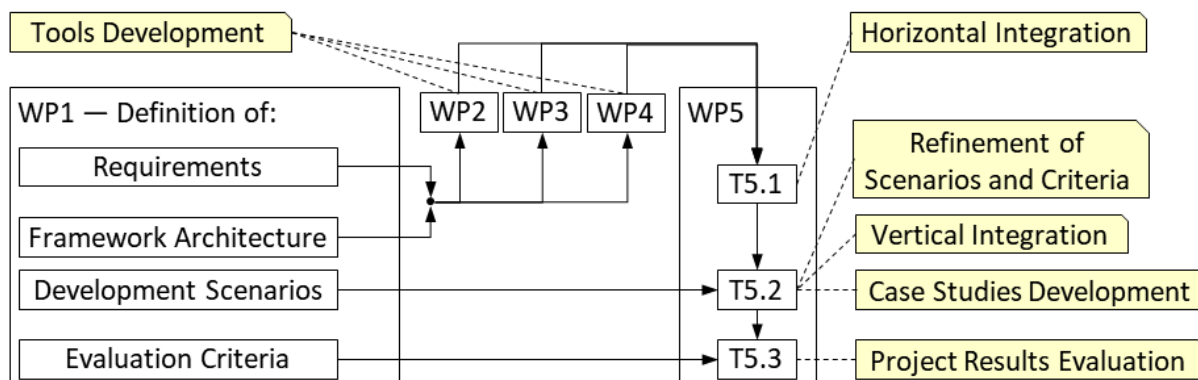 Tools Development
Horizontal Integration
WP1 — Definition of:
WP2
WP3
WP4
WP5
Requirements
Framework Architecture
Development Scenarios
Evaluation Criteria
T5.1
T5.2
T5.3
Refinement of
Scenarios and Criteria
Vertical Integration
Case Studies Development
Project Results Evaluation